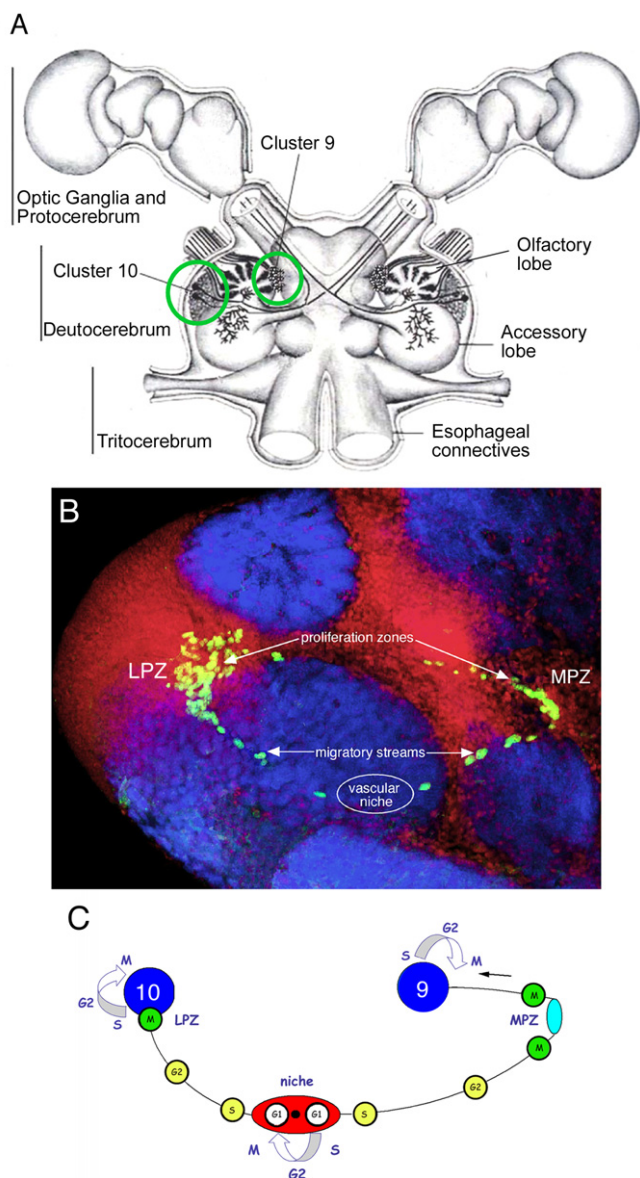 A
Cluster 9
Optic Ganglia and
Protocerebrum
Cluster 10
Olfactory
lobe
Deutocerebrum
Accessory
lobe
Tritocerebrum
Esophageal
connectives
B
proliferation zones
LPZ
MPZ
migratory streams
vascular
niche
C
G2
S
M
M
G2
10
S
9
M
LPZ
M
MPZ
M
G2
G2
niche
S
G1
G1
S
M
S
G2